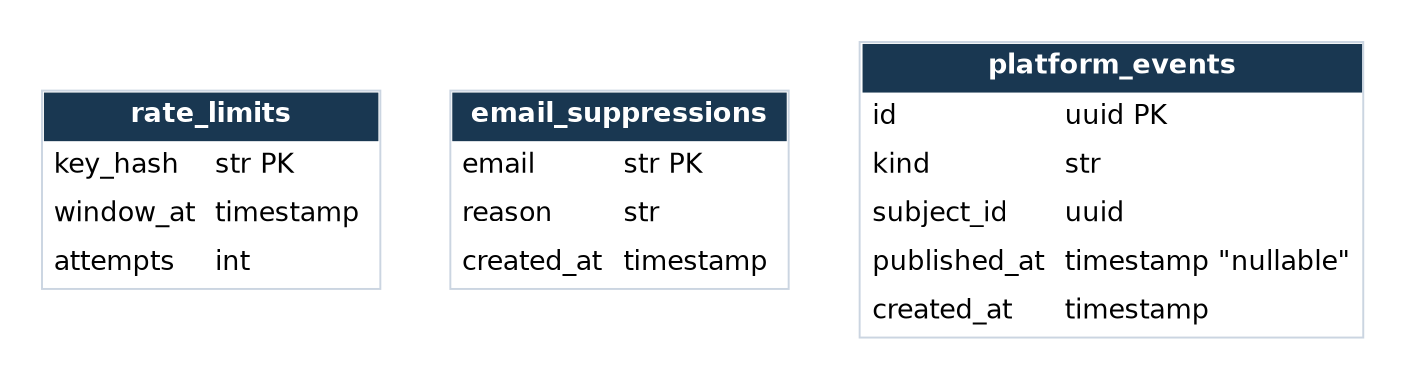 rate_limits
key_hash str PK
window_at timestamp
attempts int
email_suppressions
email str PK
reason str
created_at timestamp
platform_events
id uuid PK
kind str
subject_id uuid
published_at timestamp "nullable"
created_at timestamp